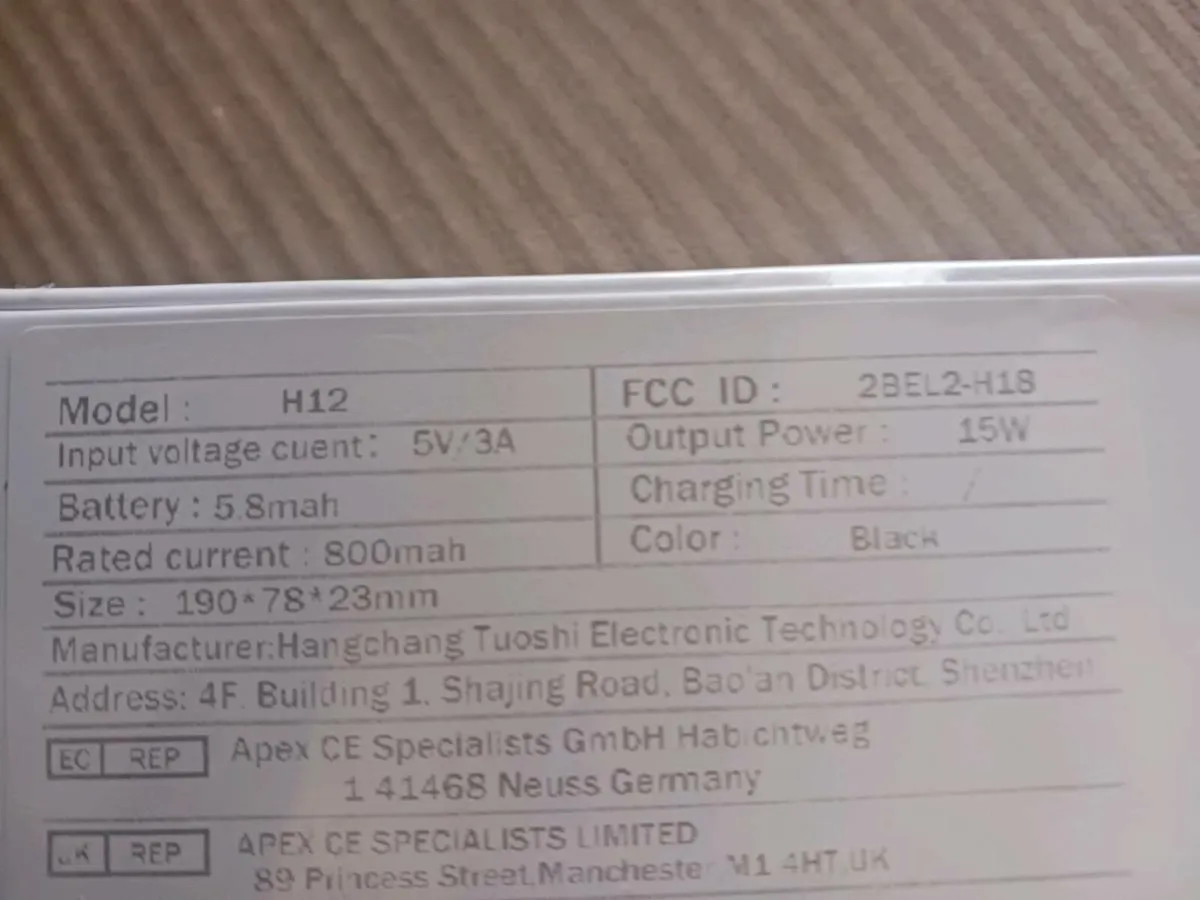 Model : H12
FCC ID : 2BEL2-H18
Input voltage cuent: 5V/3A
Output Power : 15W
Battery : 5.8mah
Charging Time : /
Rated current : 800mah
Color : Black
Size : 190*78*23mm
Manufacturer:Hangchang Tuoshi Electronic Technology Co. Ltd
Address: 4F. Building 1, Shajing Road, Bao'an District, Shenzhen
EC REP Apex CE Specialists GmbH Habichtweg
1 41468 Neuss Germany
UK REP APEX CE SPECIALISTS LIMITED
89 Princess Street,Manchester M1 4HT,UK